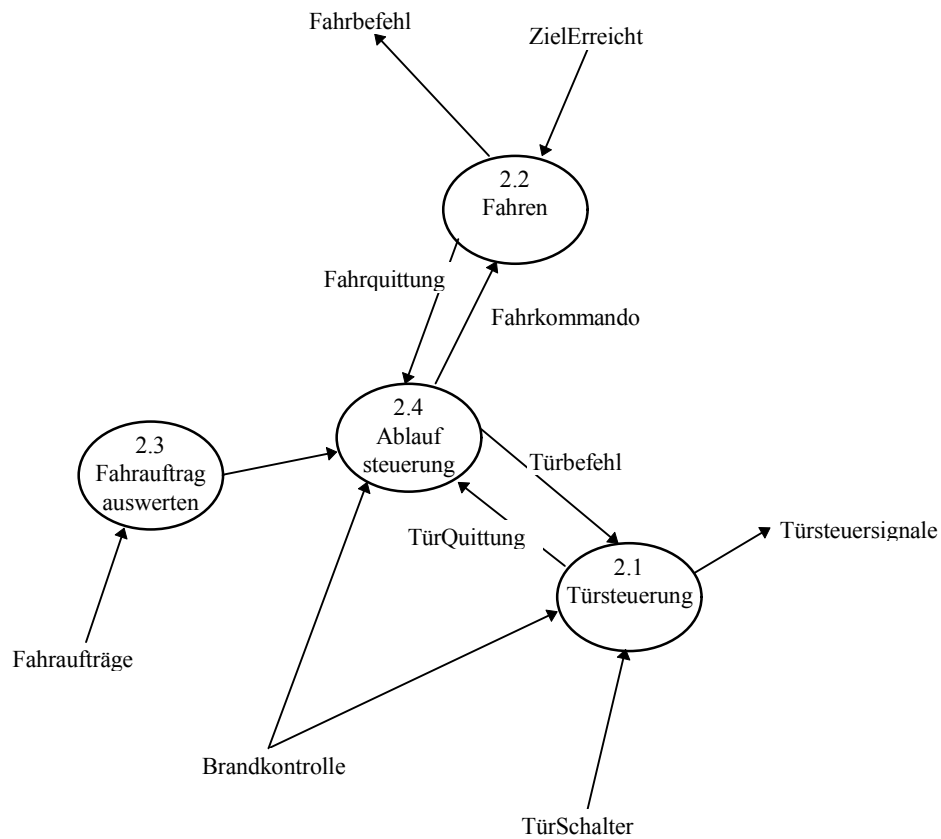 Fahrbefehl
ZielErreicht
2.2
Fahren
Fahrquittung
Fahrkommando
2.4
Ablauf
steuerung
2.3
Fahrauftrag
auswerten
Türbefehl
TürQuittung
Türsteuersignale
2.1
Türsteuerung
Fahraufträge
Brandkontrolle
TürSchalter